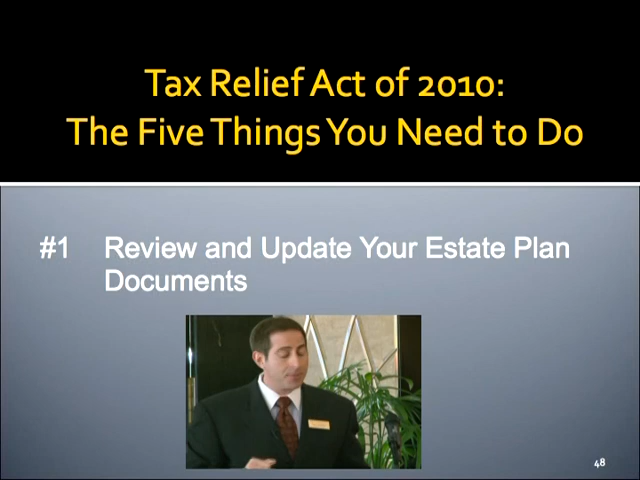 Tax Relief Act of 2010:
The Five Things You Need to Do
#1 Review and Update Your Estate Plan
Documents
48